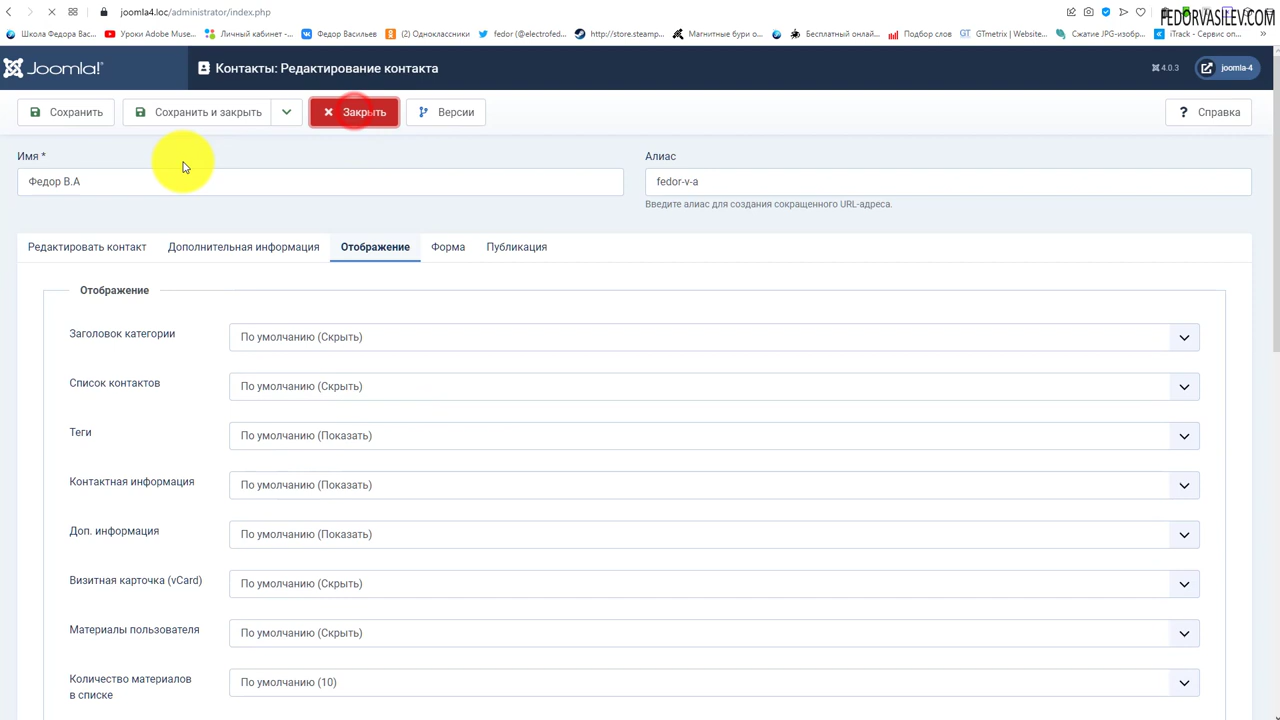 joomla4.loc/administrator/index.php
FEDORVASILEV.COM
Школа Федора Вас... Уроки Adobe Muse... Личный кабинет -... Федор Васильев (2) Одноклассники fedor (@electrofed... http://store.steamp... Магнитные бури о... Бесплатный онлай... Подбор слов GTmetrix | Website... Сжатие JPG-изобр... iTrack - Сервис оп... »
Joomla! Контакты: Редактирование контакта 4.0.3 joomla-4
Сохранить Сохранить и закрыть Закрыть Версии ? Справка
Имя * Алиас
Федор В.А fedor-v-a
Введите алиас для создания сокращенного URL-адреса.
Редактировать контакт Дополнительная информация Отображение Форма Публикация
Отображение
Заголовок категории По умолчанию (Скрыть)
Список контактов По умолчанию (Скрыть)
Теги По умолчанию (Показать)
Контактная информация По умолчанию (Показать)
Доп. информация По умолчанию (Показать)
Визитная карточка (vCard) По умолчанию (Скрыть)
Материалы пользователя По умолчанию (Скрыть)
Количество материалов По умолчанию (10)
в списке